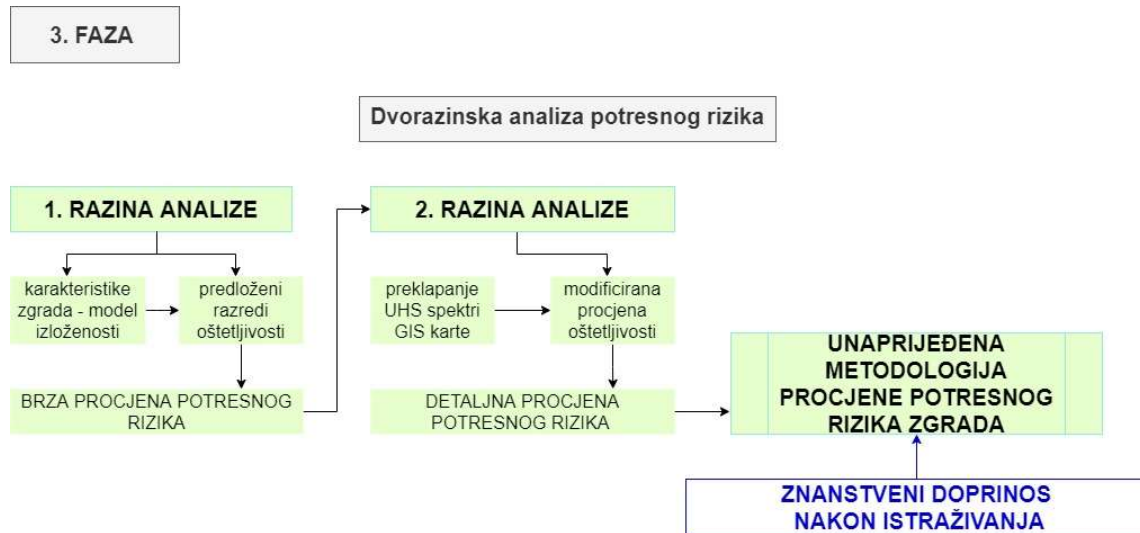 3. FAZA
Dvorazinska analiza potresnog rizika
1. RAZINA ANALIZE
karakteristike
zgrada - model
izloženosti
predloženi
razredi
oštetljivosti
BRZA PROCJENA POTRESNOG
RIZIKA
2. RAZINA ANALIZE
preklapanje
UHS spektri
GIS karte
modificirana
procjena
oštetljivosti
DETALJNA PROCJENA
POTRESNOG RIZIKA
UNAPRIJEĐENA
METODOLOGIJA
PROCJENE POTRESNOG
RIZIKA ZGRADA
ZNANSTVENI DOPRINOS
NAKON ISTRAŽIVANJA